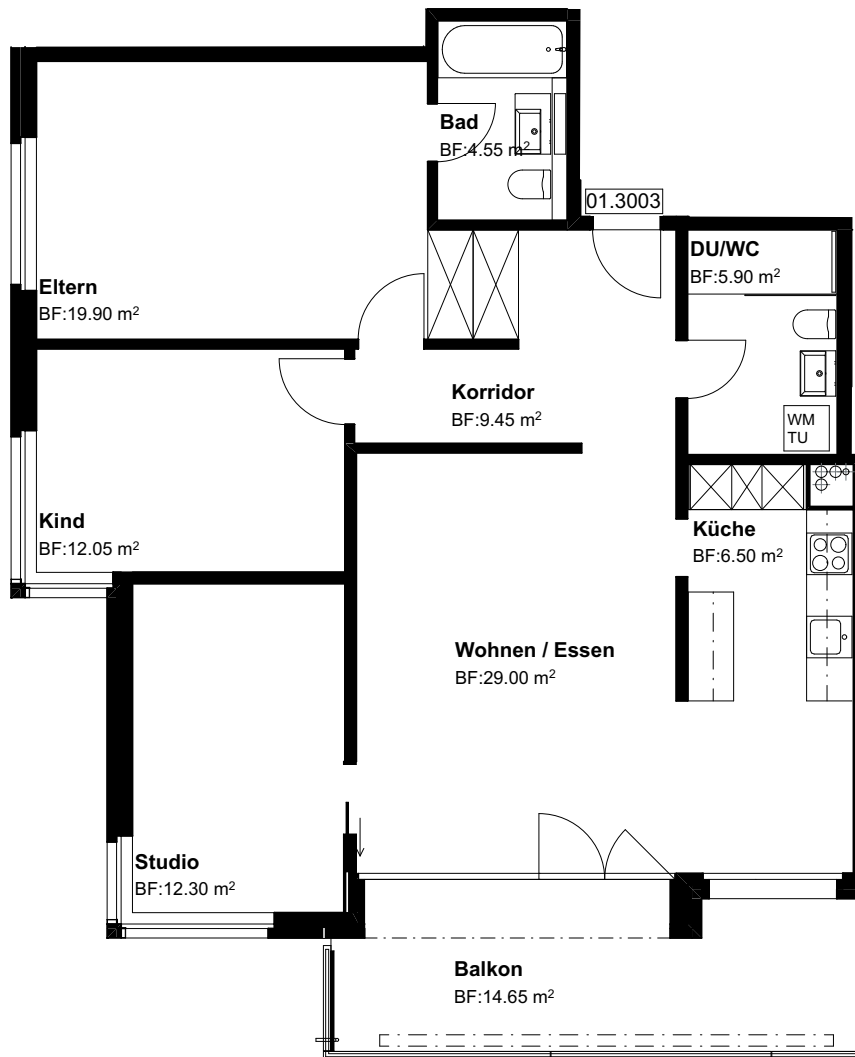 Bad
BF:4.55 m²
01.3003
DU/WC
BF:5.90 m²
Eltern
BF:19.90 m²
Korridor
BF:9.45 m²
WM
TU
Kind
BF:12.05 m²
Küche
BF:6.50 m²
Wohnen / Essen
BF:29.00 m²
Studio
BF:12.30 m²
Balkon
BF:14.65 m²